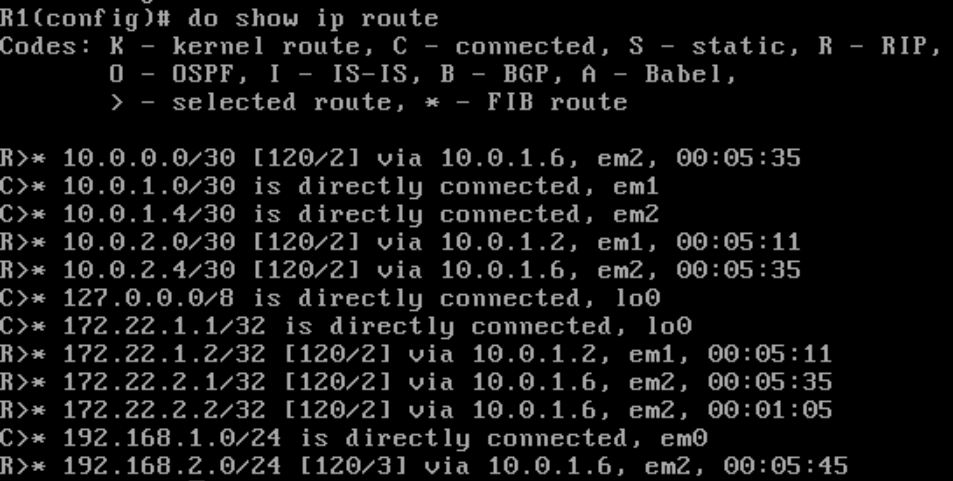 R1(config)# do show ip route
Codes: K - kernel route, C - connected, S - static, R - RIP,
       O - OSPF, I - IS-IS, B - BGP, A - Babel,
       > - selected route, * - FIB route

R>* 10.0.0.0/30 [120/2] via 10.0.1.6, em2, 00:05:35
C>* 10.0.1.0/30 is directly connected, em1
C>* 10.0.1.4/30 is directly connected, em2
R>* 10.0.2.0/30 [120/2] via 10.0.1.2, em1, 00:05:11
R>* 10.0.2.4/30 [120/2] via 10.0.1.6, em2, 00:05:35
C>* 127.0.0.0/8 is directly connected, lo0
C>* 172.22.1.1/32 is directly connected, lo0
R>* 172.22.1.2/32 [120/2] via 10.0.1.2, em1, 00:05:11
R>* 172.22.2.1/32 [120/2] via 10.0.1.6, em2, 00:05:35
R>* 172.22.2.2/32 [120/2] via 10.0.1.6, em2, 00:01:05
C>* 192.168.1.0/24 is directly connected, em0
R>* 192.168.2.0/24 [120/3] via 10.0.1.6, em2, 00:05:45